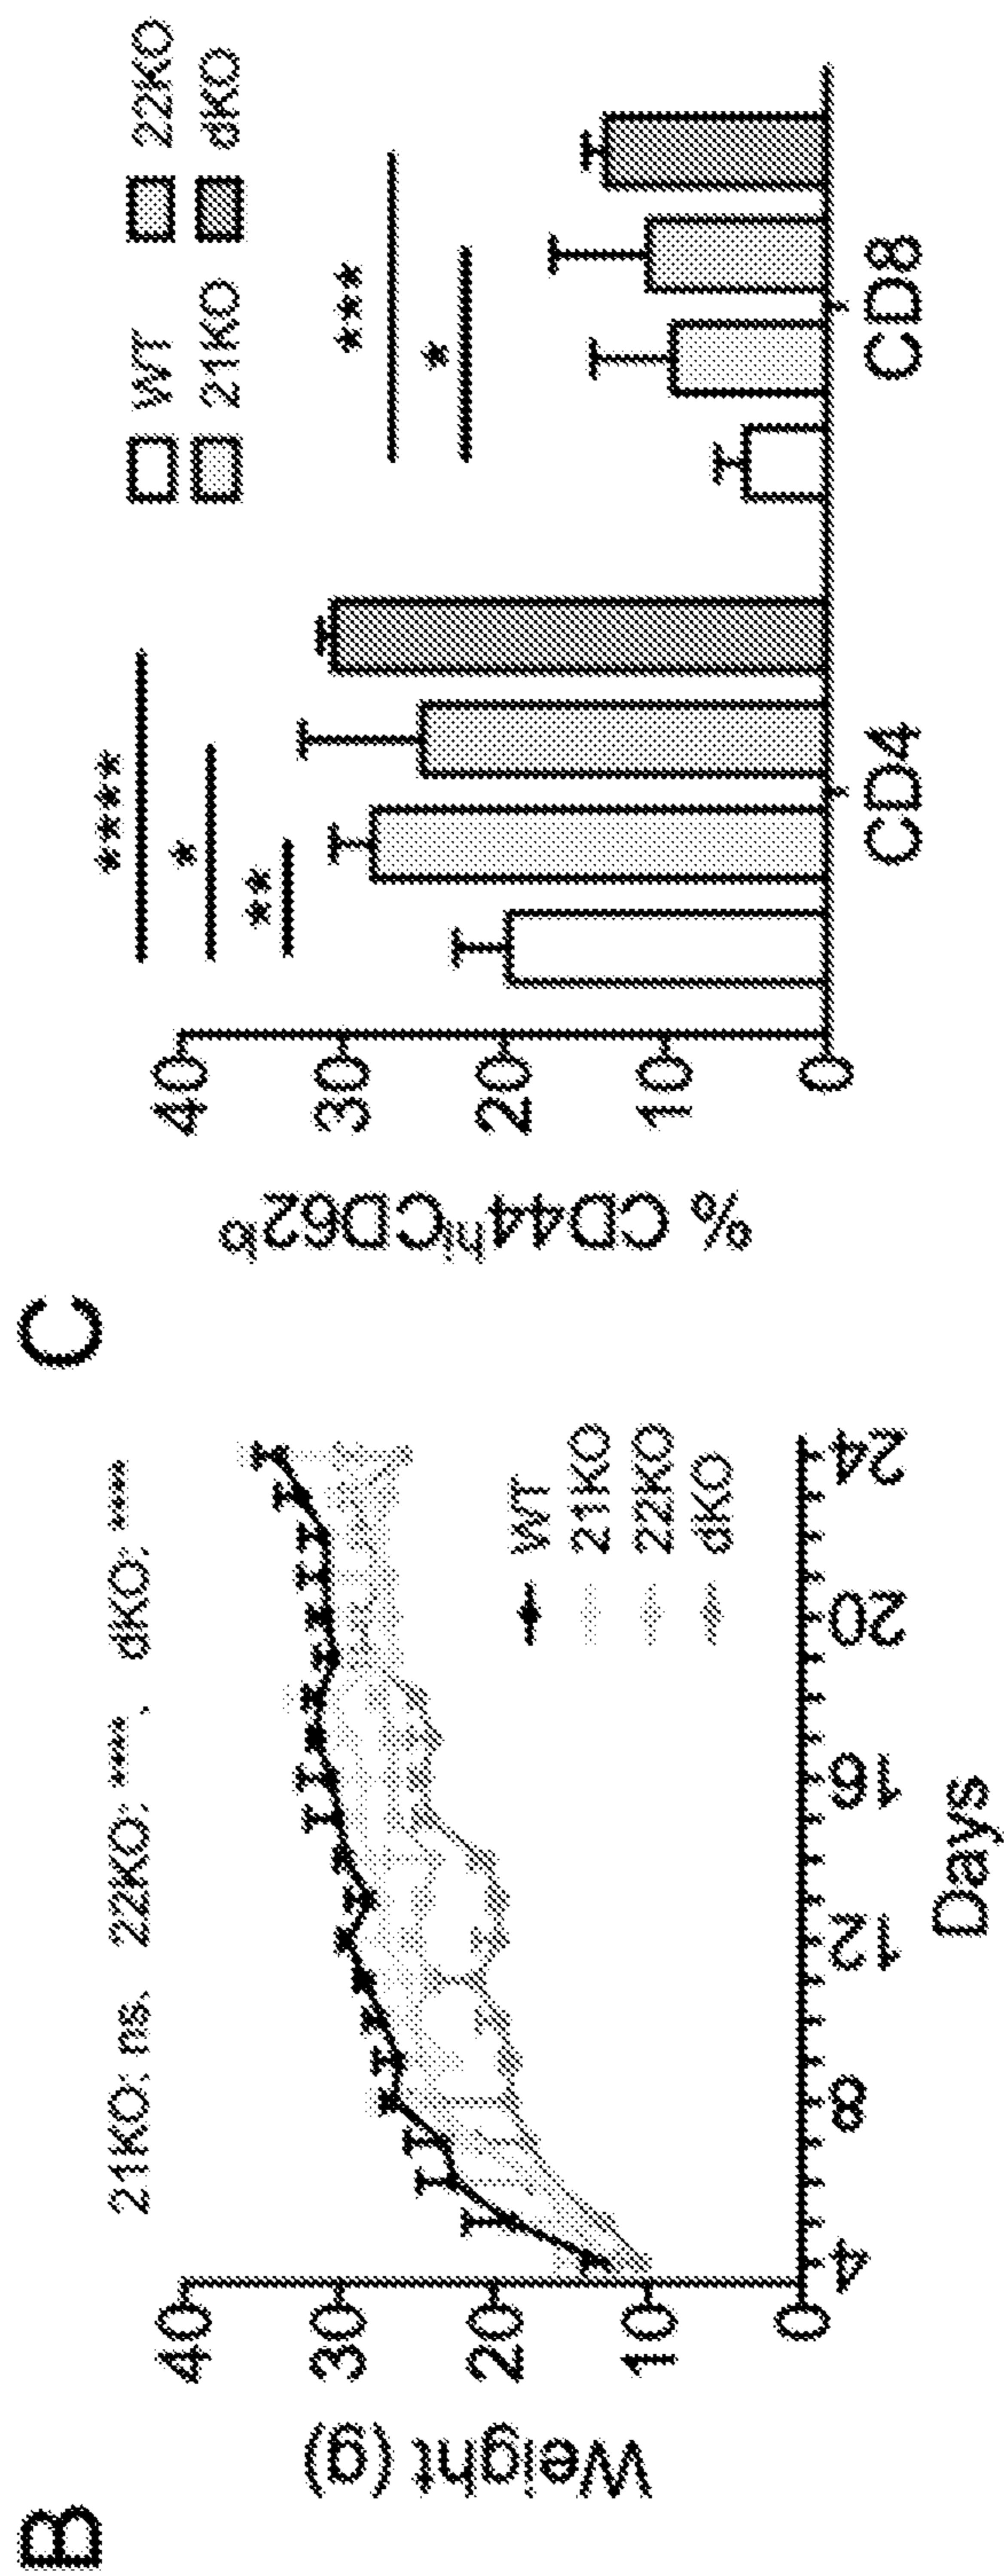 B
21KO: ns. 22KO: ****. dKO: ****
Weight (g)
40
30
20
10
0
WT
21KO
22KO
dKO
4 8 12 16 20 24
Days
C
WT 22KO
21KO dKO
% CD44hiCD62lo
40
30
20
10
0
****
*
**
***
*
CD4 CD8